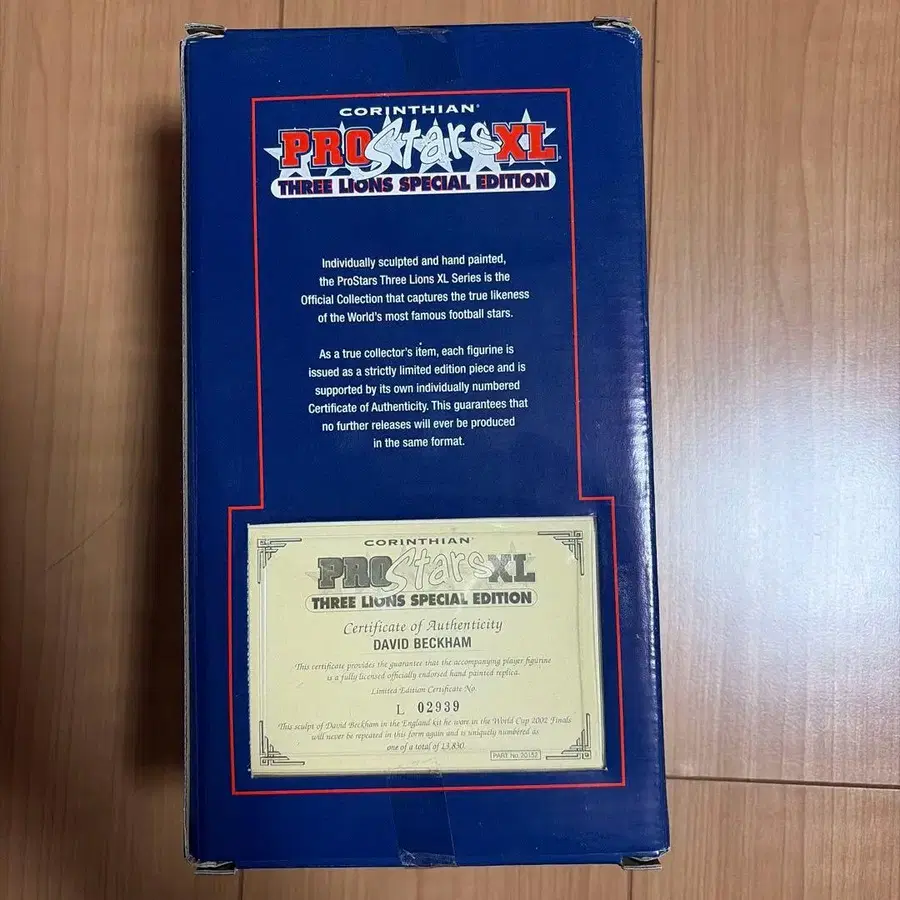 CORINTHIAN®
PROStarsXL®
THREE LIONS SPECIAL EDITION
Individually sculpted and hand painted,
the ProStars Three Lions XL Series is the
Official Collection that captures the true likeness
of the World's most famous football stars.
As a true collector's item, each figurine is
issued as a strictly limited edition piece and is
supported by its own individually numbered
Certificate of Authenticity. This guarantees that
no further releases will ever be produced
in the same format.
CORINTHIAN®
PROStarsXL
THREE LIONS SPECIAL EDITION
Certificate of Authenticity
DAVID BECKHAM
This certificate provides the guarantee that the accompanying player figurine
is a fully licensed officially endorsed hand painted replica.
Limited Edition Certificate No.
L 02939
This sculpt of David Beckham in the England kit he wore in the World Cup 2002 Finals
will never be repeated in this form again and is uniquely numbered as
one of a total of 13,830.
PART No. 20152